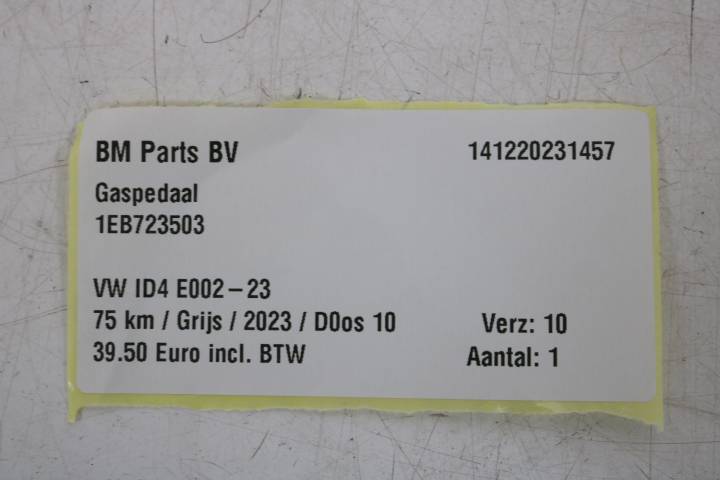 BM Parts BV 141220231457
Gaspedaal
1EB723503
VW ID4 E002-23
75 km / Grijs / 2023 / D0os 10 Verz: 10
39.50 Euro incl. BTW Aantal: 1